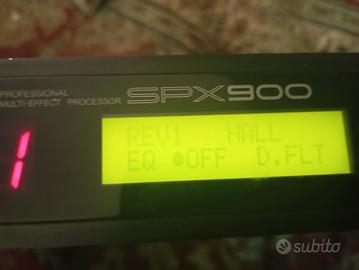 PROFESSIONAL
MULTI-EFFECT PROCESSOR SPX900
1
REV1 HALL
EQ ●OFF D.FLT
subito